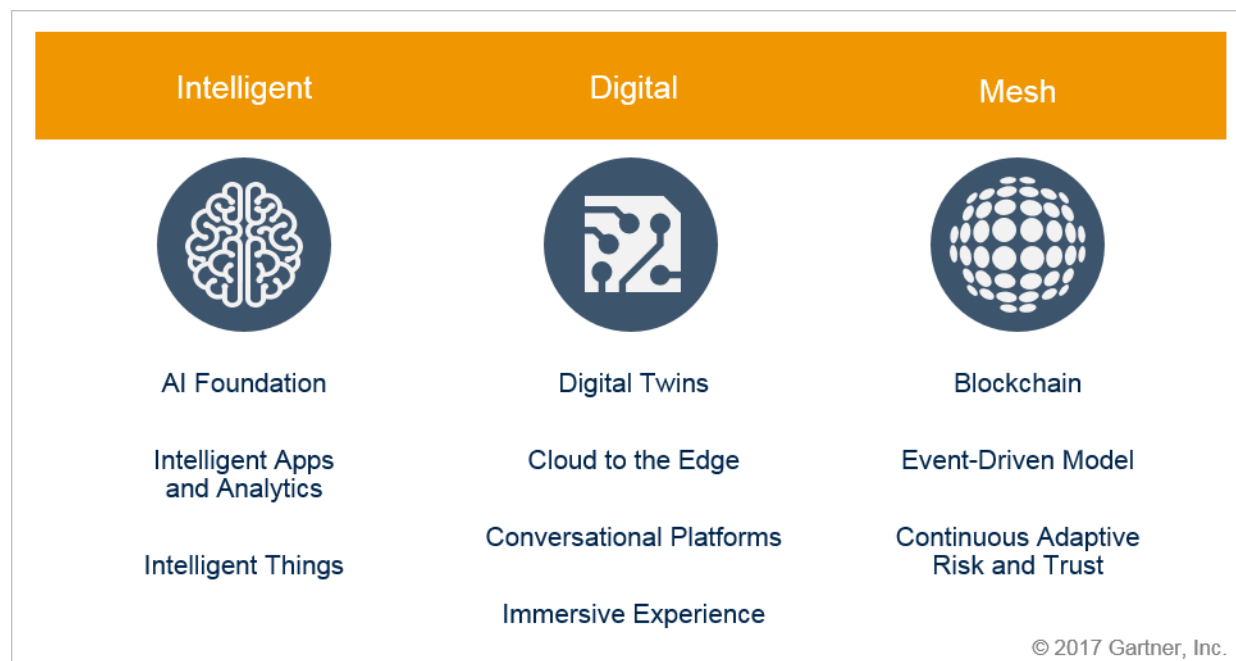 Intelligent
Digital
Mesh
AI Foundation
Intelligent Apps
and Analytics
Intelligent Things
Digital Twins
Cloud to the Edge
Conversational Platforms
Immersive Experience
Blockchain
Event-Driven Model
Continuous Adaptive
Risk and Trust
© 2017 Gartner, Inc.